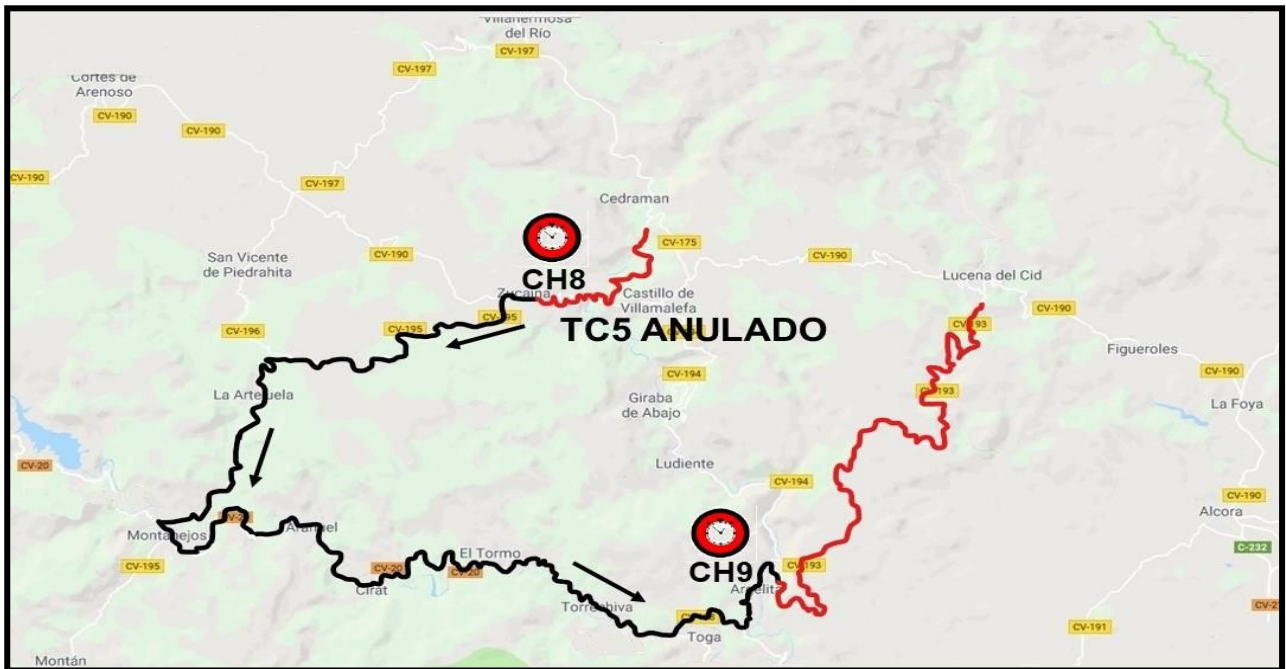 Villahermosa
del Río
CV-197
CV-197
Cortes de
Arenoso
CV-190
CV-190
CV-190
CV-197
Cedraman
CV-175
San Vicente
de Piedrahita
CV-190
CV-190
CH8
Lucena del Cid
Zucaina
Castillo de
Villamalefa
CV-190
CV-195
CV-195
TC5 ANULADO
CV-193
CV-196
Figueroles
CV-194
CV-190
CV-193
La Artejuela
Giraba
de Abajo
La Foya
CV-20
Ludiente
CV-194
CV-190
Alcora
Montanejos
Arañuel
C-232
El Tormo
CV-195
CV-20
CV-20
CH9
CV-193
Cirat
Argelita
Torrechiva
Toga
CV-191
Montán